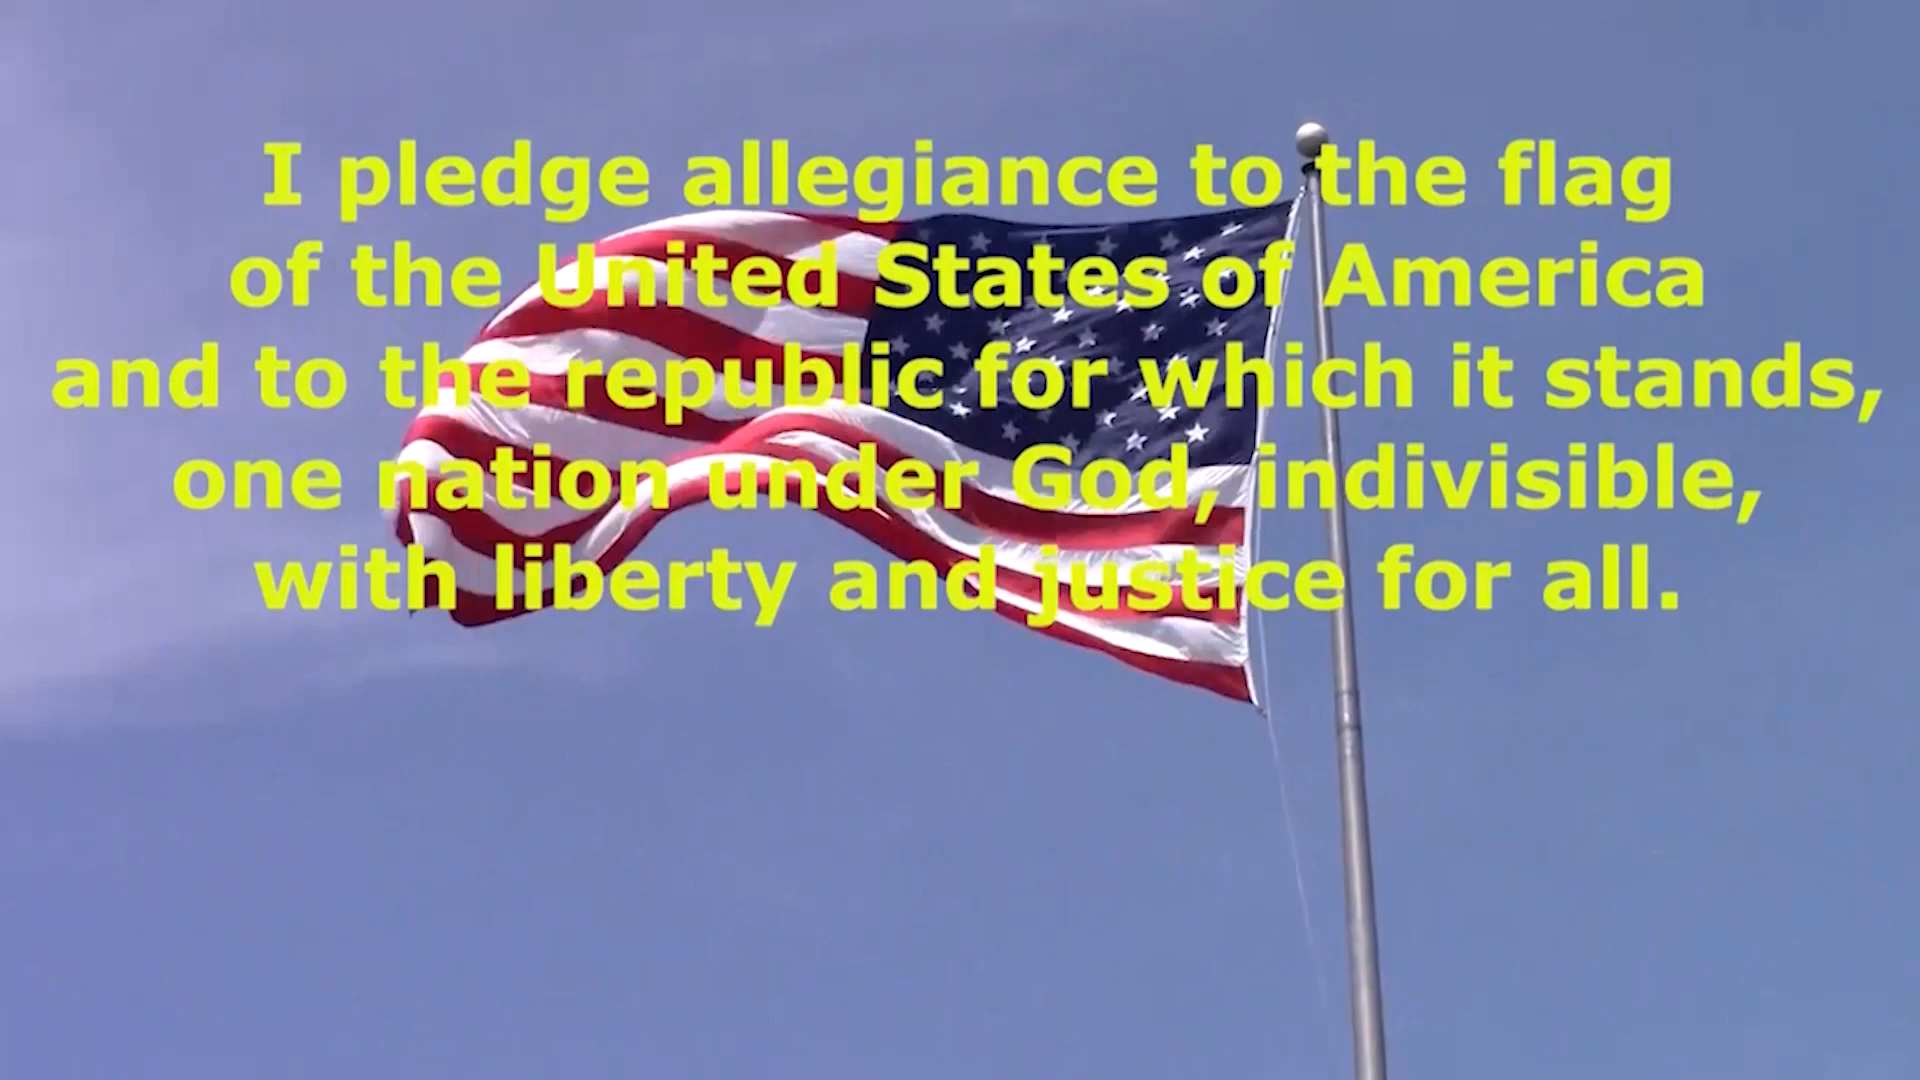 I pledge allegiance to the flag
of the United States of America
and to the republic for which it stands,
one nation under God, indivisible,
with liberty and justice for all.